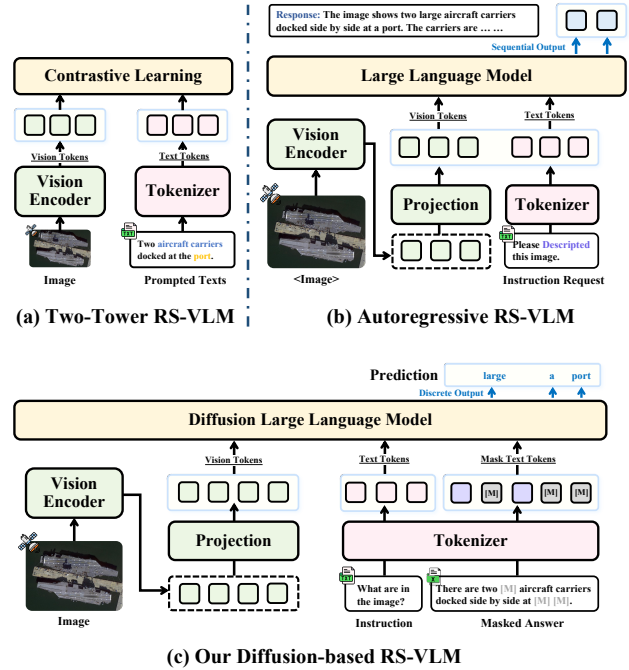 Contrastive Learning
Vision Tokens
Text Tokens
Vision Encoder
Tokenizer
TXT
Two aircraft carriers docked at the port.
Image
Prompted Texts
(a) Two-Tower RS-VLM
Response: The image shows two large aircraft carriers
docked side by side at a port. The carriers are … …
Sequential Output
Large Language Model
Vision Tokens
Text Tokens
Vision
Encoder
Projection
Tokenizer
TXT
Please Descripted
this image.
<Image>
Instruction Request
(b) Autoregressive RS-VLM
Prediction
large a port
Discrete Output
Diffusion Large Language Model
Vision Tokens
Text Tokens
Mask Text Tokens
[M] [M] [M]
Vision
Encoder
Projection
Tokenizer
TXT
What are in
the image?
There are two [M] aircraft carriers
docked side by side at [M] [M].
Image
Instruction
Masked Answer
(c) Our Diffusion-based RS-VLM